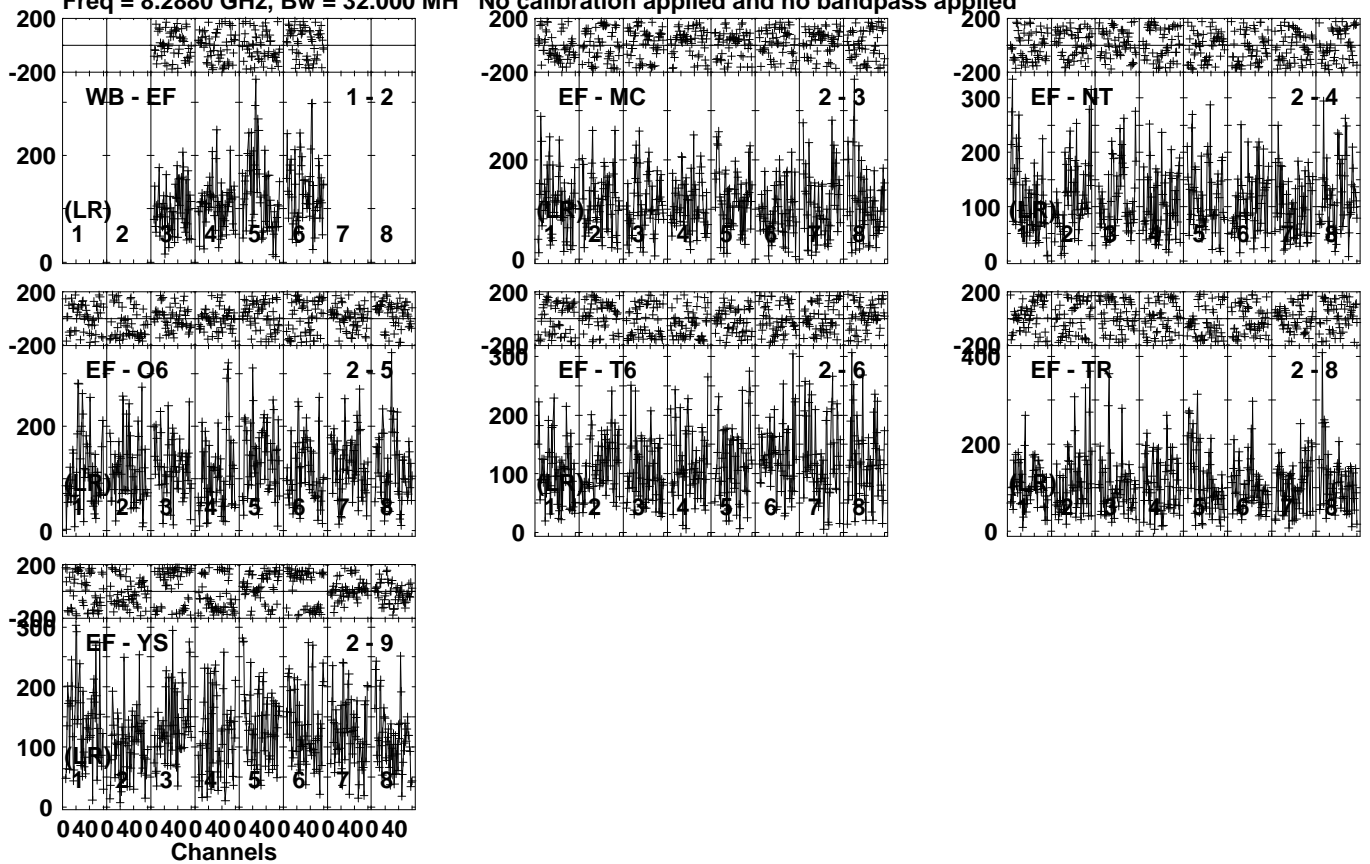 Freq = 8.2880 GHz, Bw = 32.000 MH No calibration applied and no bandpass applied
200 200 200
-200 -200 -200
WB - EF 1 - 2 EF - MC 2 - 3 300 EF - NT 2 - 4
200 200 200
100
(LR) (LR) (LR)
1 2 3 4 5 6 7 8 1 2 3 4 5 6 7 8 1 2 3 4 5 6 7 8
0 0 0
200 200 200
-200 -200 -200
300 400
EF - O6 2 - 5 EF - T6 2 - 6 EF - TR 2 - 8
200 200 200
100
(LR) (LR) (LR)
1 2 3 4 5 6 7 8 1 2 3 4 5 6 7 8 1 2 3 4 5 6 7 8
0 0 0
200
-200
300
EF - YS 2 - 9
200
100
(LR)
1 2 3 4 5 6 7 8
0
0 40 0 40 0 40 0 40 0 40 0 40 0 40 0 40
Channels